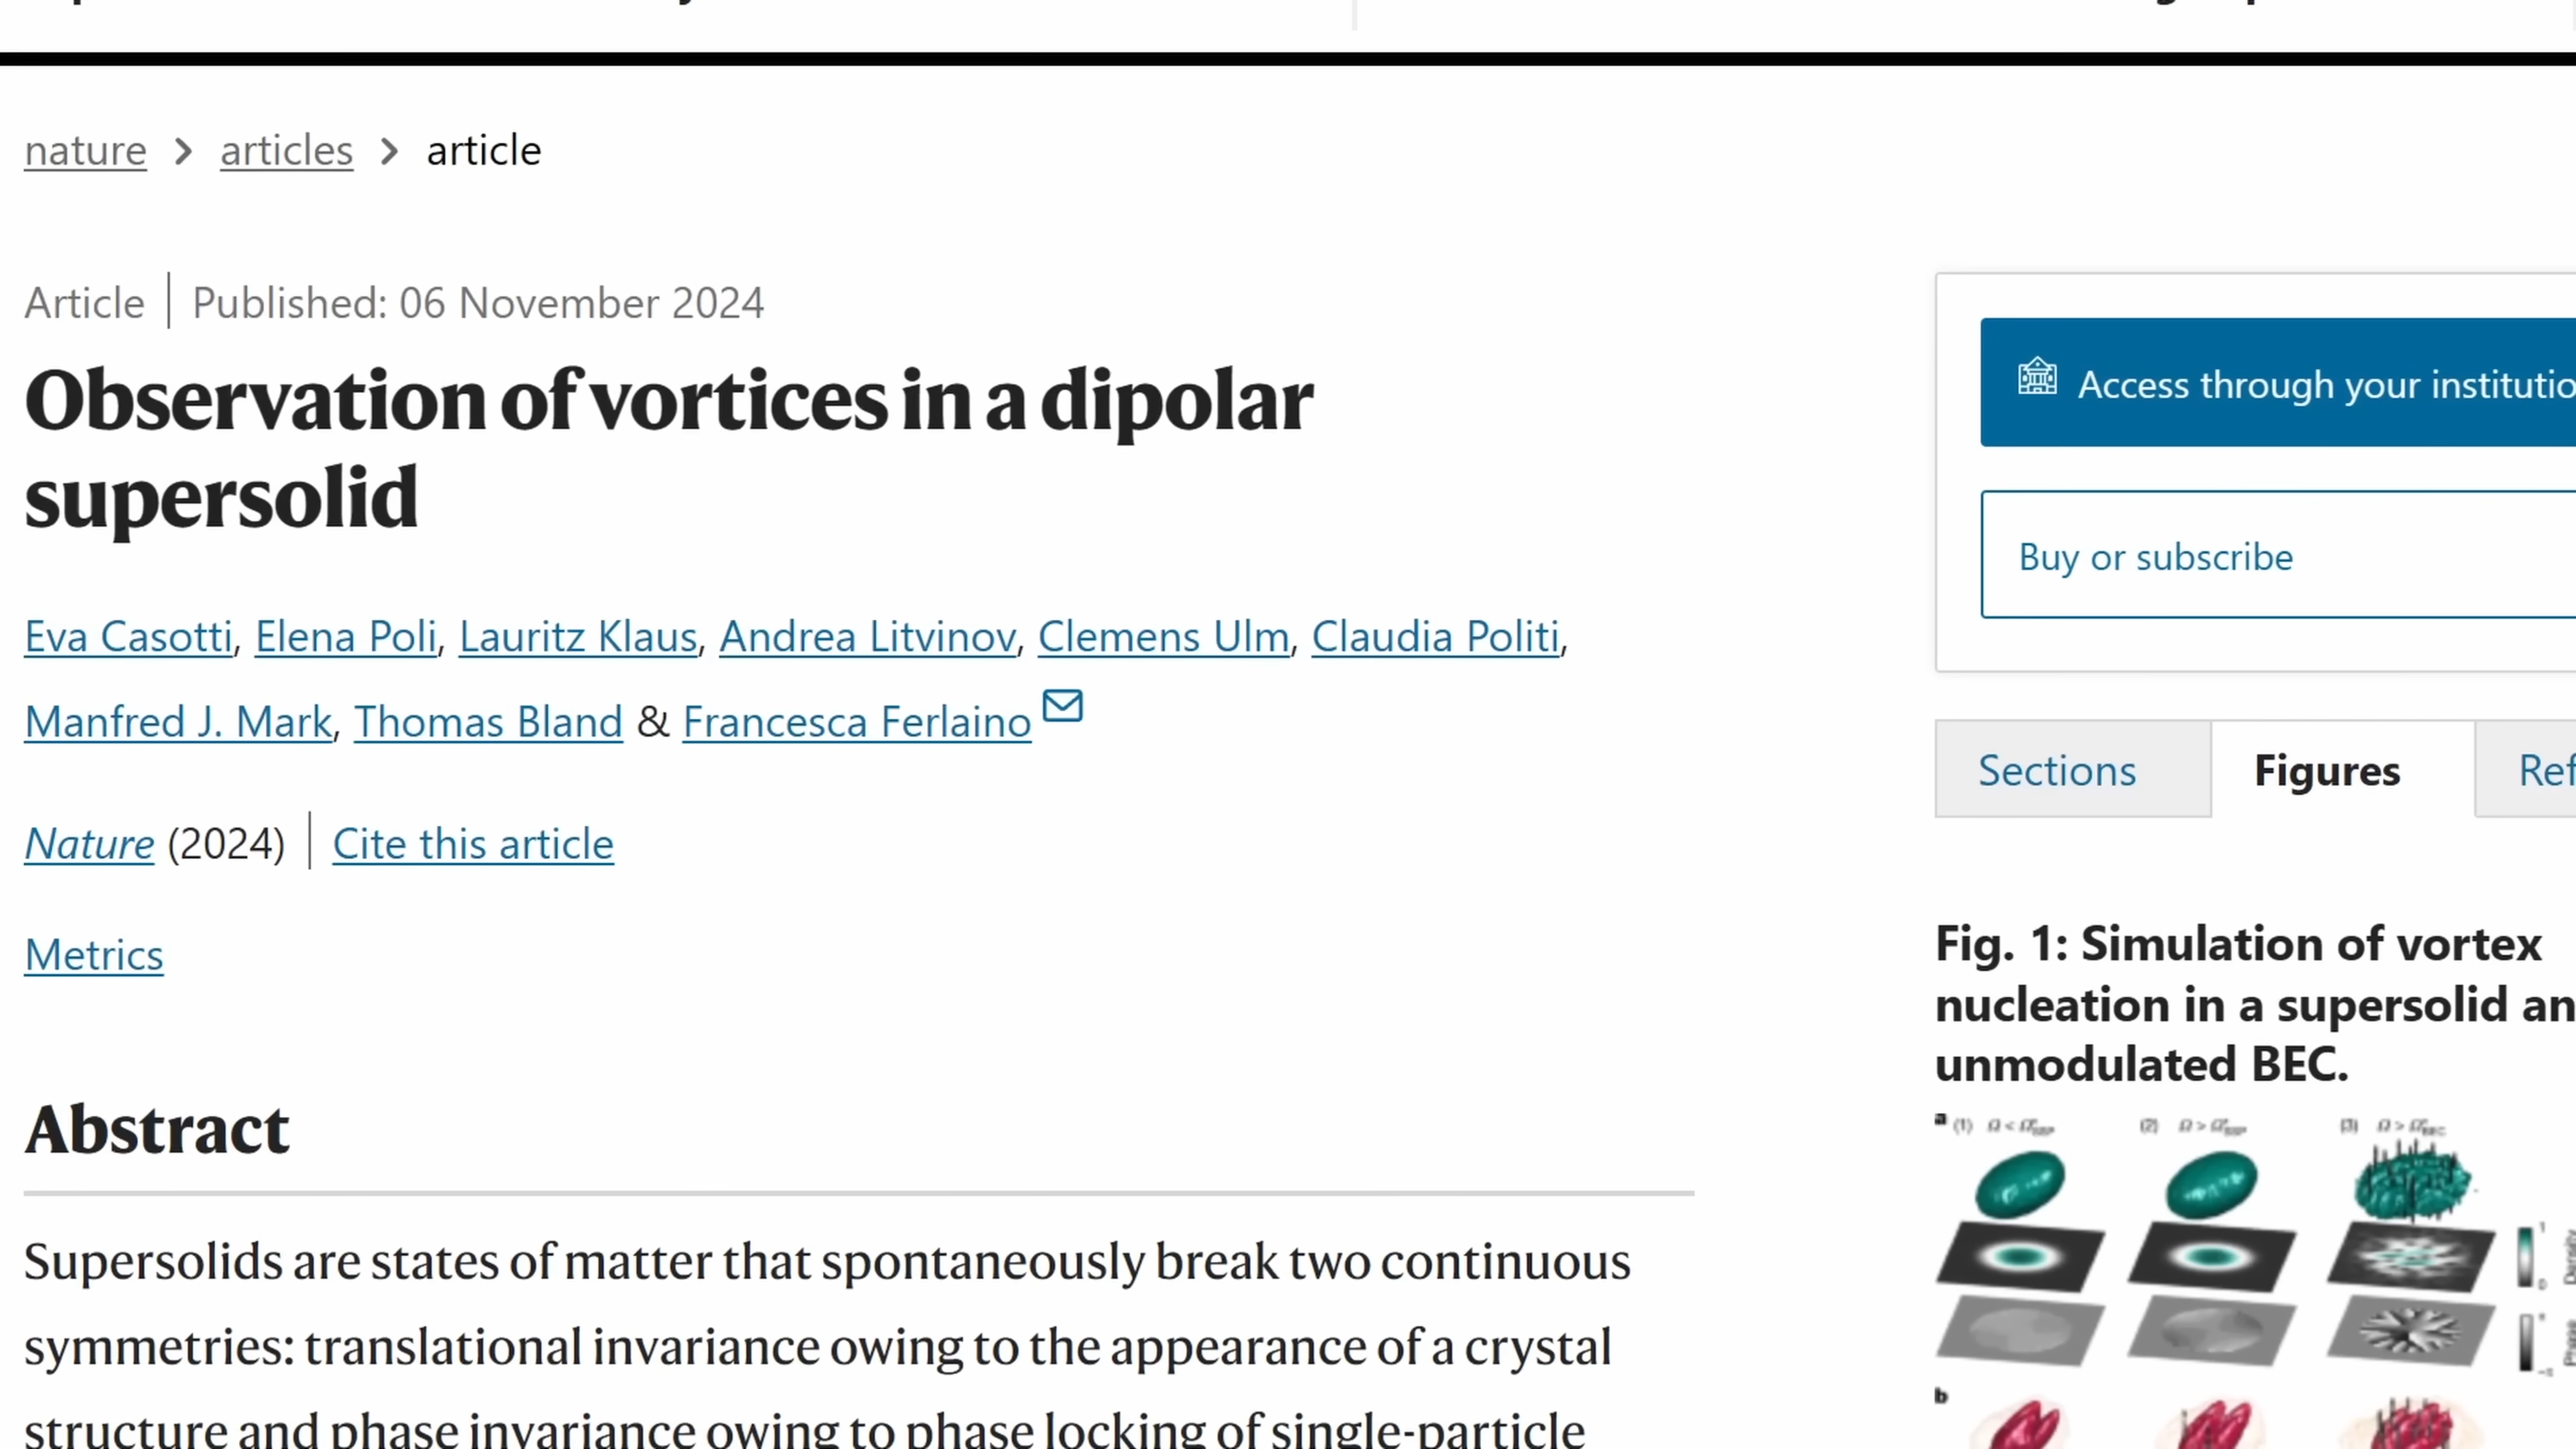 nature > articles > article
Article | Published: 06 November 2024
Observation of vortices in a dipolar
supersolid
Eva Casotti, Elena Poli, Lauritz Klaus, Andrea Litvinov, Clemens Ulm, Claudia Politi,
Manfred J. Mark, Thomas Bland & Francesca Ferlaino
Nature (2024) | Cite this article
Metrics
Abstract
Supersolids are states of matter that spontaneously break two continuous
symmetries: translational invariance owing to the appearance of a crystal
structure and phase invariance owing to phase locking of single-particle
Access through your institutio
Buy or subscribe
Sections Figures Ref
Fig. 1: Simulation of vortex
nucleation in a supersolid an
unmodulated BEC.
a (1) (2) (3)
b